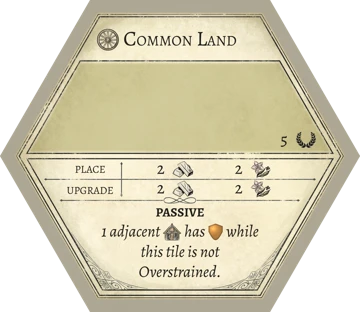 Common Land
5
PLACE 2 2
UPGRADE 2 2
PASSIVE
1 adjacent has while
this tile is not
Overstrained.